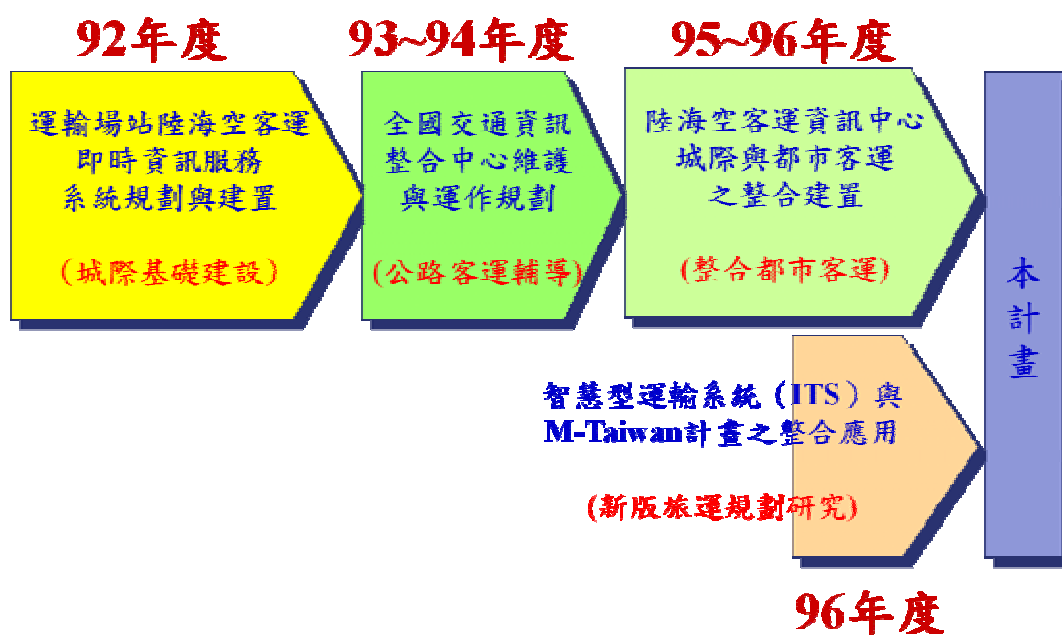 92年度
運輸場站陸海空客運
即時資訊服務
系統規劃與建置
（城際基礎建設）
93~94年度
全國交通資訊
整合中心維護
與運作規劃
(公路客運輔導)
95~96年度
陸海空客運資訊中心
城際與都市客運
之整合建置
(整合都市客運)
智慧型運輸系統（ITS）與
M-Taiwan計畫之整合應用
(新版旅運規劃研究)
96年度
本計畫